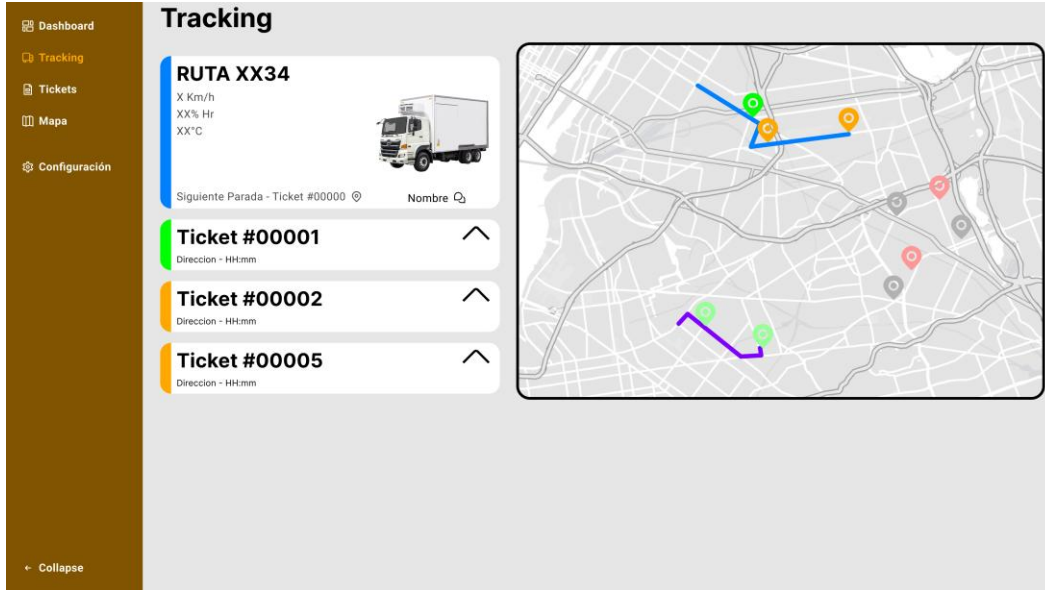 Dashboard
Tracking
Tickets
Mapa
Configuración
← Collapse
Tracking
RUTA XX34
X Km/h
XX% Hr
XX°C
Siguiente Parada - Ticket #00000
Nombre
Ticket #00001
Direccion - HH:mm
Ticket #00002
Direccion - HH:mm
Ticket #00005
Direccion - HH:mm